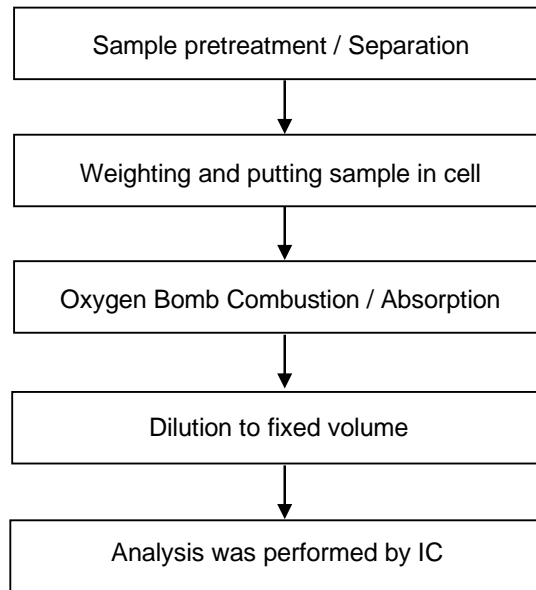 Sample pretreatment / Separation
Weighting and putting sample in cell
Oxygen Bomb Combustion / Absorption
Dilution to fixed volume
Analysis was performed by IC